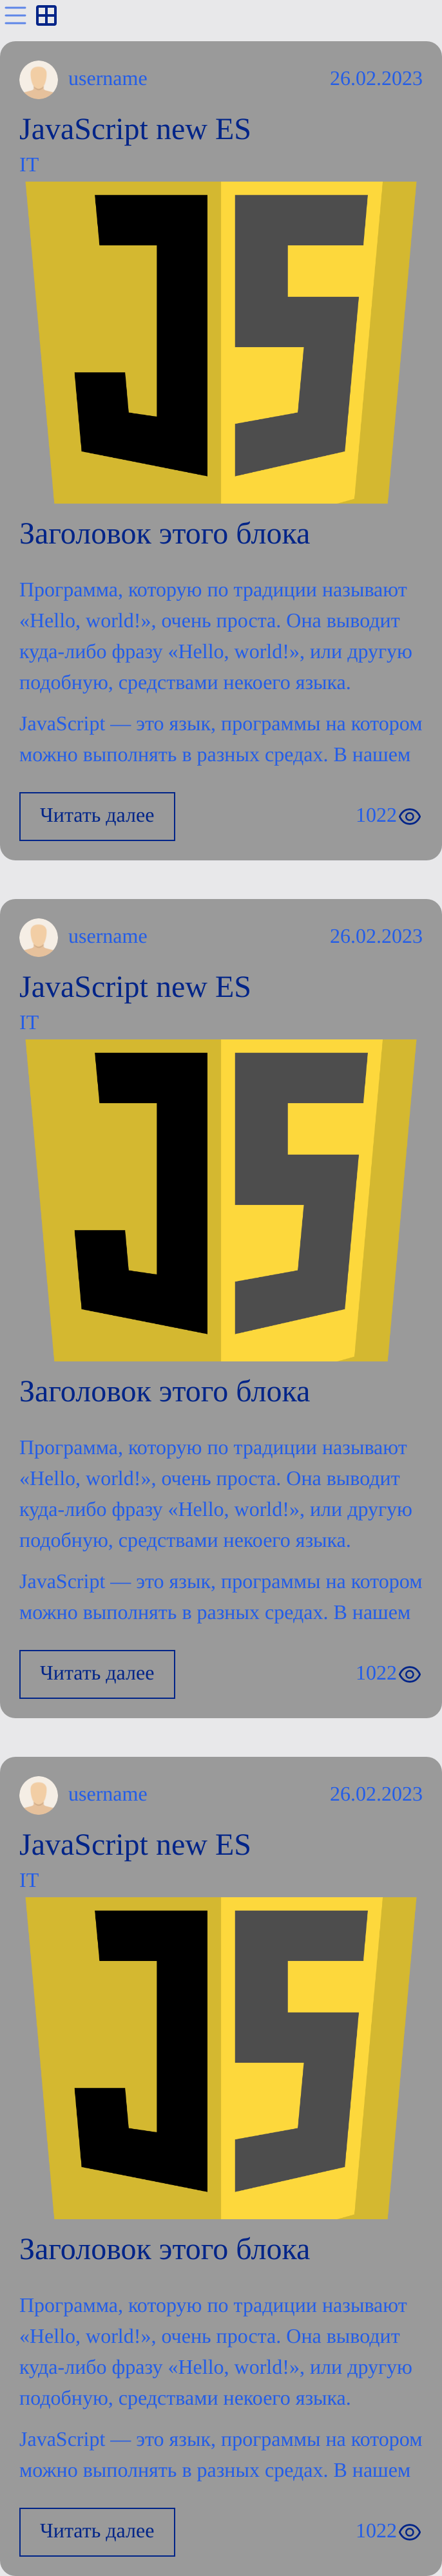 username 26.02.2023
JavaScript new ES
IT
JS
Заголовок этого блока
Программа, которую по традиции называют
«Hello, world!», очень проста. Она выводит
куда-либо фразу «Hello, world!», или другую
подобную, средствами некоего языка.
JavaScript — это язык, программы на котором
можно выполнять в разных средах. В нашем
Читать далее 1022
username 26.02.2023
JavaScript new ES
IT
JS
Заголовок этого блока
Программа, которую по традиции называют
«Hello, world!», очень проста. Она выводит
куда-либо фразу «Hello, world!», или другую
подобную, средствами некоего языка.
JavaScript — это язык, программы на котором
можно выполнять в разных средах. В нашем
Читать далее 1022
username 26.02.2023
JavaScript new ES
IT
JS
Заголовок этого блока
Программа, которую по традиции называют
«Hello, world!», очень проста. Она выводит
куда-либо фразу «Hello, world!», или другую
подобную, средствами некоего языка.
JavaScript — это язык, программы на котором
можно выполнять в разных средах. В нашем
Читать далее 1022